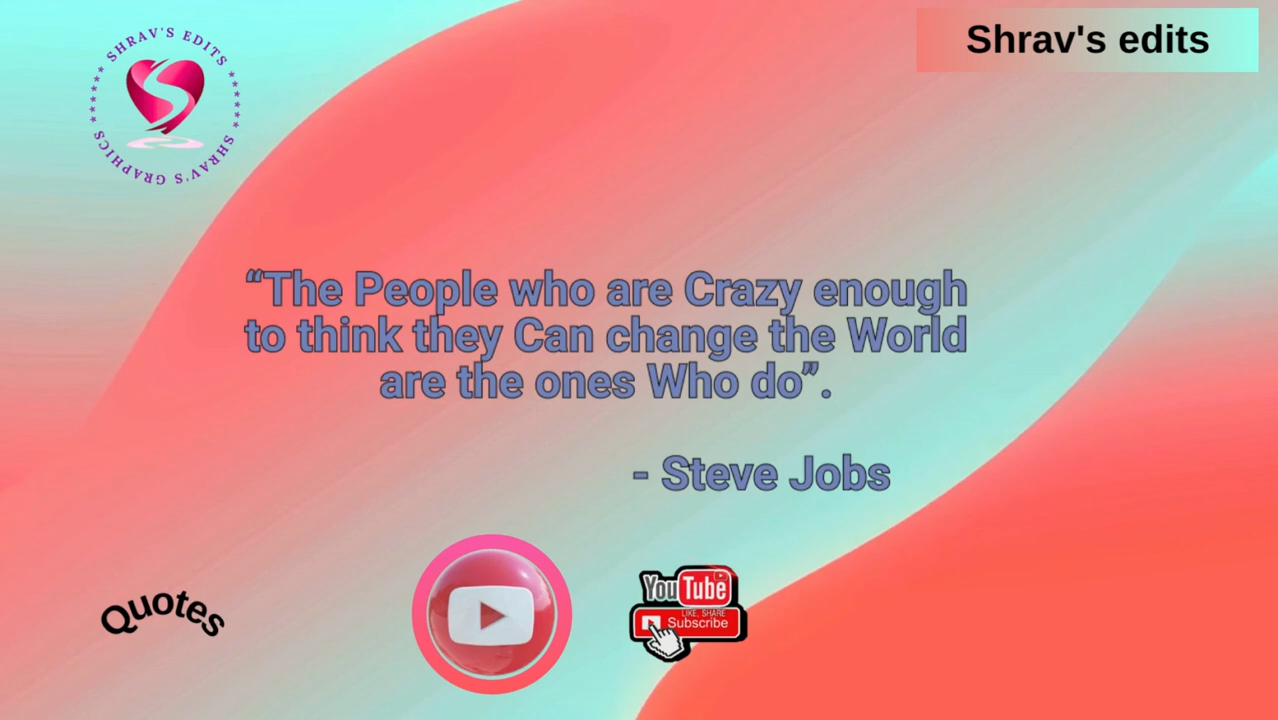 SHRAV'S EDITS
SHRAV'S GRAPHICS
Shrav's edits
“The People who are Crazy enough
to think they Can change the World
are the ones Who do”.
- Steve Jobs
Quotes
YouTube
LIKE, SHARE
Subscribe